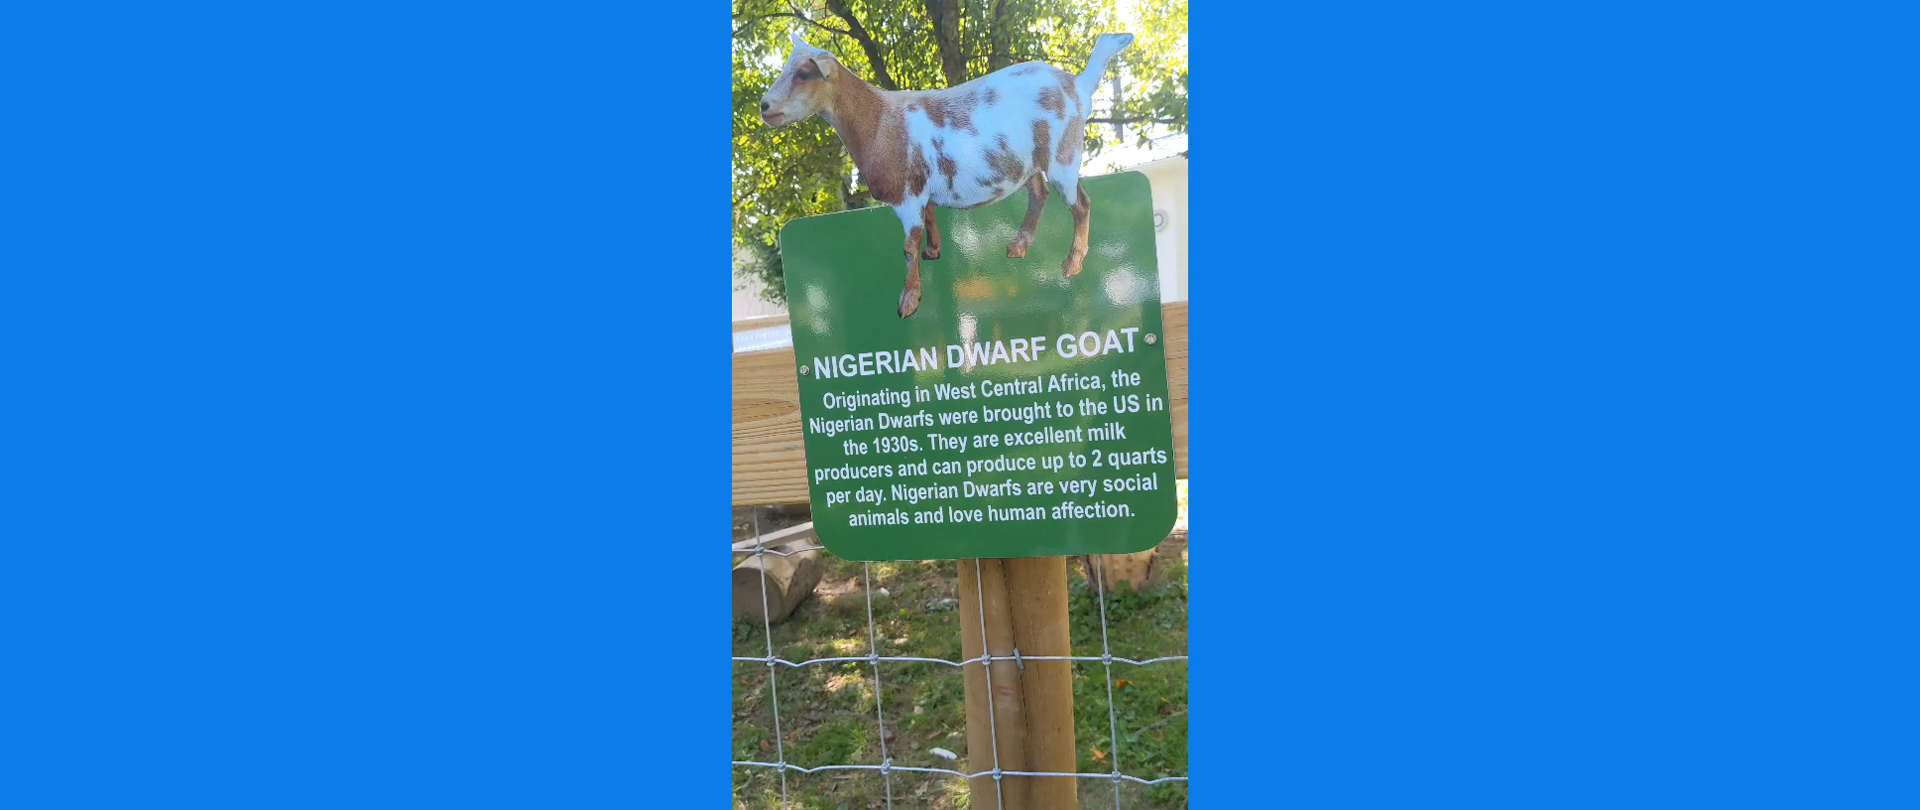 NIGERIAN DWARF GOAT
Originating in West Central Africa, the
Nigerian Dwarfs were brought to the US in
the 1930s. They are excellent milk
producers and can produce up to 2 quarts
per day. Nigerian Dwarfs are very social
animals and love human affection.